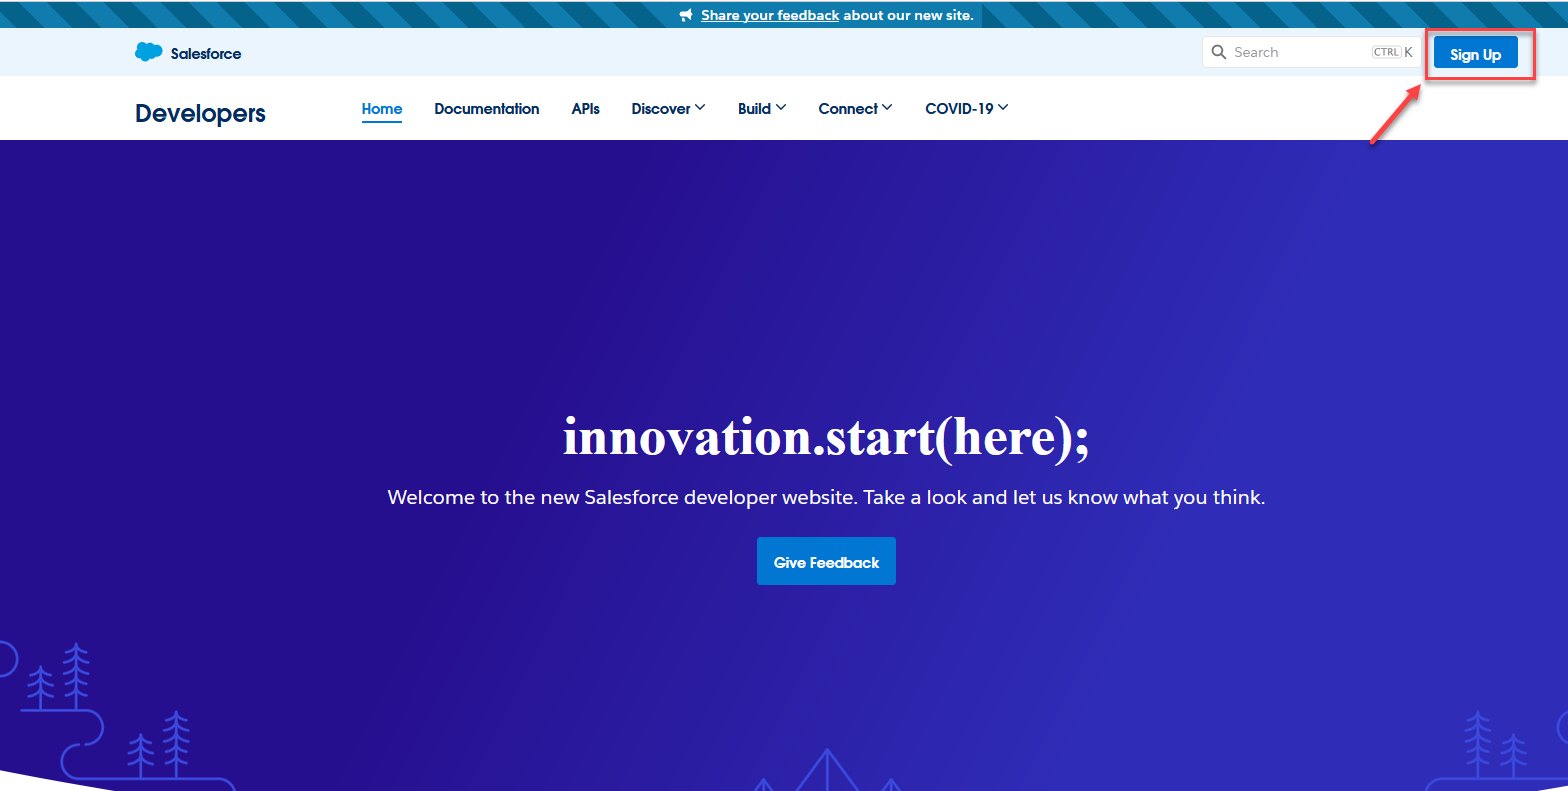 Share your feedback about our new site.
Salesforce
Search CTRL K
Sign Up
Developers
Home Documentation APIs Discover Build Connect COVID-19
innovation.start(here);
Welcome to the new Salesforce developer website. Take a look and let us know what you think.
Give Feedback